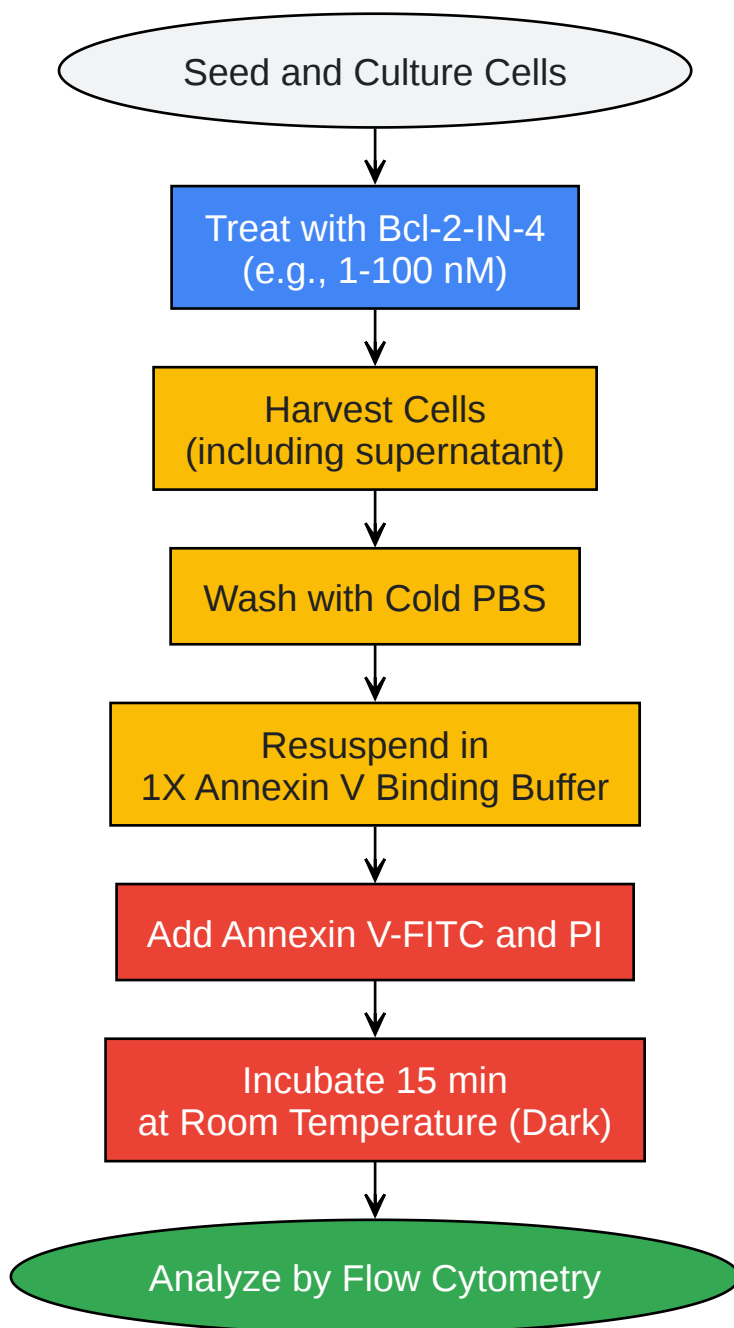 Seed and Culture Cells
Treat with Bcl-2-IN-4
(e.g., 1-100 nM)
Harvest Cells
(including supernatant)
Wash with Cold PBS
Resuspend in
1X Annexin V Binding Buffer
Add Annexin V-FITC and PI
Incubate 15 min
at Room Temperature (Dark)
Analyze by Flow Cytometry